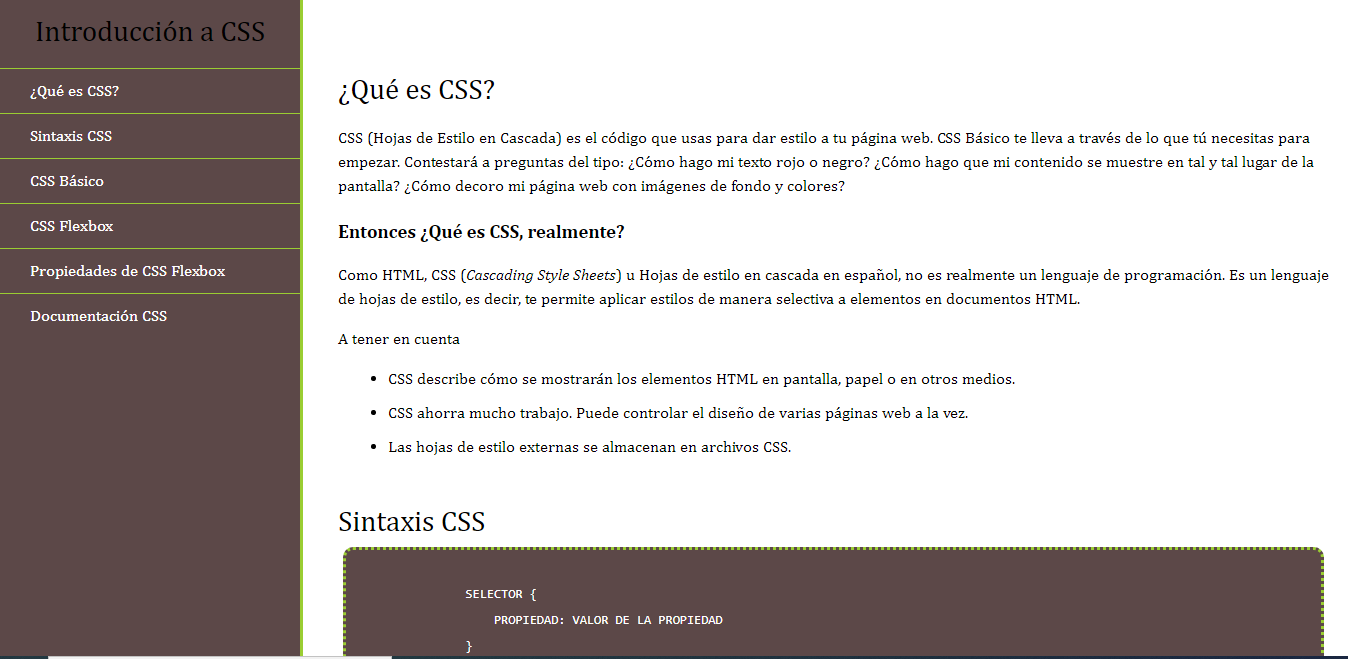 Introducción a CSS
¿Qué es CSS?
Sintaxis CSS
CSS Básico
CSS Flexbox
Propiedades de CSS Flexbox
Documentación CSS
¿Qué es CSS?
CSS (Hojas de Estilo en Cascada) es el código que usas para dar estilo a tu página web. CSS Básico te lleva a través de lo que tú necesitas para
empezar. Contestará a preguntas del tipo: ¿Cómo hago mi texto rojo o negro? ¿Cómo hago que mi contenido se muestre en tal y tal lugar de la
pantalla? ¿Cómo decoro mi página web con imágenes de fondo y colores?
Entonces ¿Qué es CSS, realmente?
Como HTML, CSS (Cascading Style Sheets) u Hojas de estilo en cascada en español, no es realmente un lenguaje de programación. Es un lenguaje
de hojas de estilo, es decir, te permite aplicar estilos de manera selectiva a elementos en documentos HTML.
A tener en cuenta
• CSS describe cómo se mostrarán los elementos HTML en pantalla, papel o en otros medios.
• CSS ahorra mucho trabajo. Puede controlar el diseño de varias páginas web a la vez.
• Las hojas de estilo externas se almacenan en archivos CSS.
Sintaxis CSS
SELECTOR {
PROPIEDAD: VALOR DE LA PROPIEDAD
}